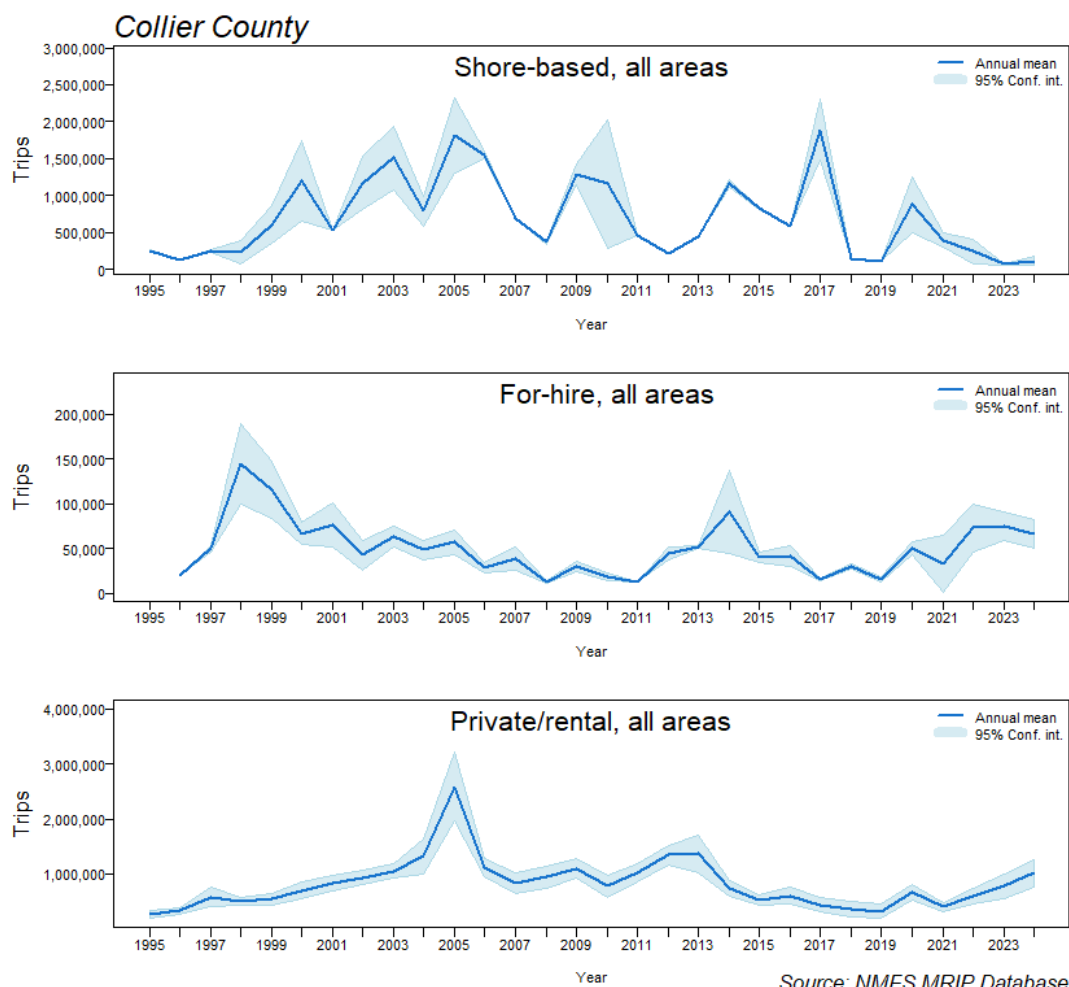 Collier County
Shore-based, all areas
Annual mean
95% Conf. int.
Trips
3,000,000
2,500,000
2,000,000
1,500,000
1,000,000
500,000
0
1995 1997 1999 2001 2003 2005 2007 2009 2011 2013 2015 2017 2019 2021 2023
Year
For-hire, all areas
Annual mean
95% Conf. int.
Trips
200,000
150,000
100,000
50,000
0
1995 1997 1999 2001 2003 2005 2007 2009 2011 2013 2015 2017 2019 2021 2023
Year
Private/rental, all areas
Annual mean
95% Conf. int.
Trips
4,000,000
3,000,000
2,000,000
1,000,000
1995 1997 1999 2001 2003 2005 2007 2009 2011 2013 2015 2017 2019 2021 2023
Year
Source: NMFS MRIP Database